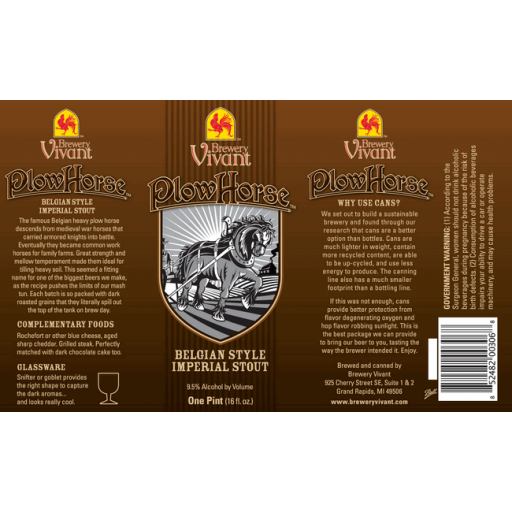 Brewery
Vivant
PlowHorse
BELGIAN STYLE
IMPERIAL STOUT
The famous Belgian heavy plow horse
descends from medieval war horses that
carried armored knights into battle.
Eventually they became common work
horses for family farms. Great strength and
mellow temperament made them ideal for
tilling heavy soil. This seemed a fitting
name for one of the biggest beers we make,
as the recipe pushes the limits of our mash
tun. Each batch is so packed with dark
roasted grains that they literally spill out
the top of the tank on brew day.
COMPLEMENTARY FOODS
Rochefort or other blue cheese, aged
sharp cheddar. Grilled steak. Perfectly
matched with dark chocolate cake too.
GLASSWARE
Snifter or goblet provides
the right shape to capture
the dark aromas...
and looks really cool.
Brewery
Vivant
PlowHorse
BELGIAN STYLE
IMPERIAL STOUT
9.5% Alcohol by Volume
One Pint (16 fl. oz.)
Brewery
Vivant
PlowHorse
WHY USE CANS?
We set out to build a sustainable
brewery and found through our
research that cans are a better
option than bottles. Cans are
much lighter in weight, contain
more recycled content, are able
to be up-cycled, and use less
energy to produce. The canning
line also has a much smaller
footprint than a bottling line.
If this was not enough, cans
provide better protection from
flavor degenerating oxygen and
hop flavor robbing sunlight. This is
the best package we can provide
to bring our beer to you, tasting the
way the brewer intended it. Enjoy.
Brewed and canned by
Brewery Vivant
925 Cherry Street SE, Suite 1 & 2
Grand Rapids, MI 49506
www.breweryvivant.com
GOVERNMENT WARNING: (1) According to the
Surgeon General, women should not drink alcoholic
beverages during pregnancy because of the risk of
birth defects. (2) Consumption of alcoholic beverages
impairs your ability to drive a car or operate
machinery, and may cause health problems.
Ball
8 52482 00306 8